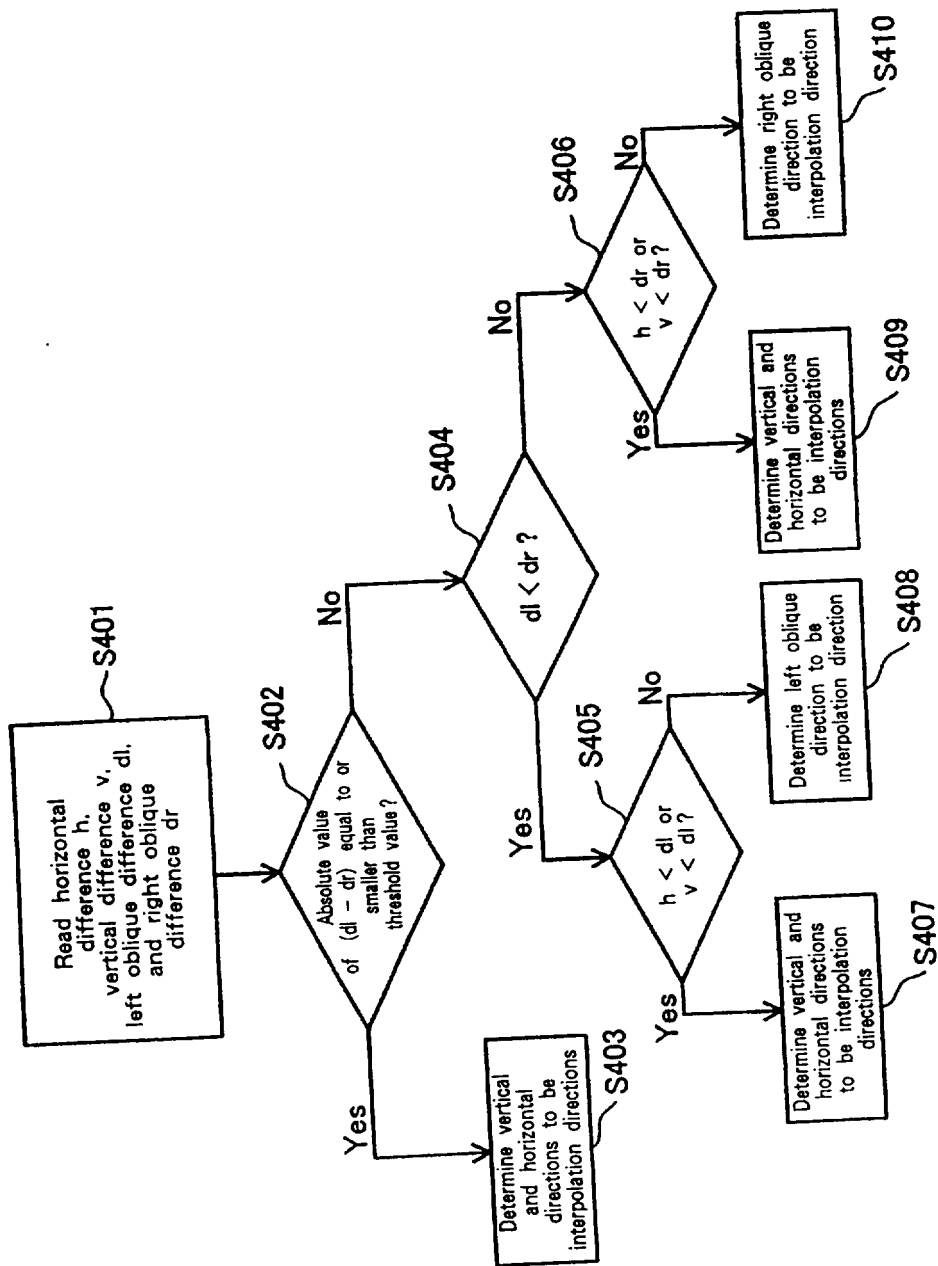 S401
Read horizontal
difference h,
vertical difference v,
left oblique difference dl,
and right oblique
difference dr
S402
Absolute value
of (dl - dr) equal to or
smaller than
threshold value?
Yes
No
Determine vertical
and horizontal
directions to be
interpolation directions
S403
S404
dl < dr ?
Yes
No
S405
h < dl or
v < dl ?
Yes
No
S406
h < dr or
v < dr ?
Yes
No
Determine vertical and
horizontal directions
to be interpolation
directions
S407
Determine left oblique
direction to be
interpolation direction
S408
Determine vertical and
horizontal directions
to be interpolation
directions
S409
Determine right oblique
direction to be
interpolation direction
S410